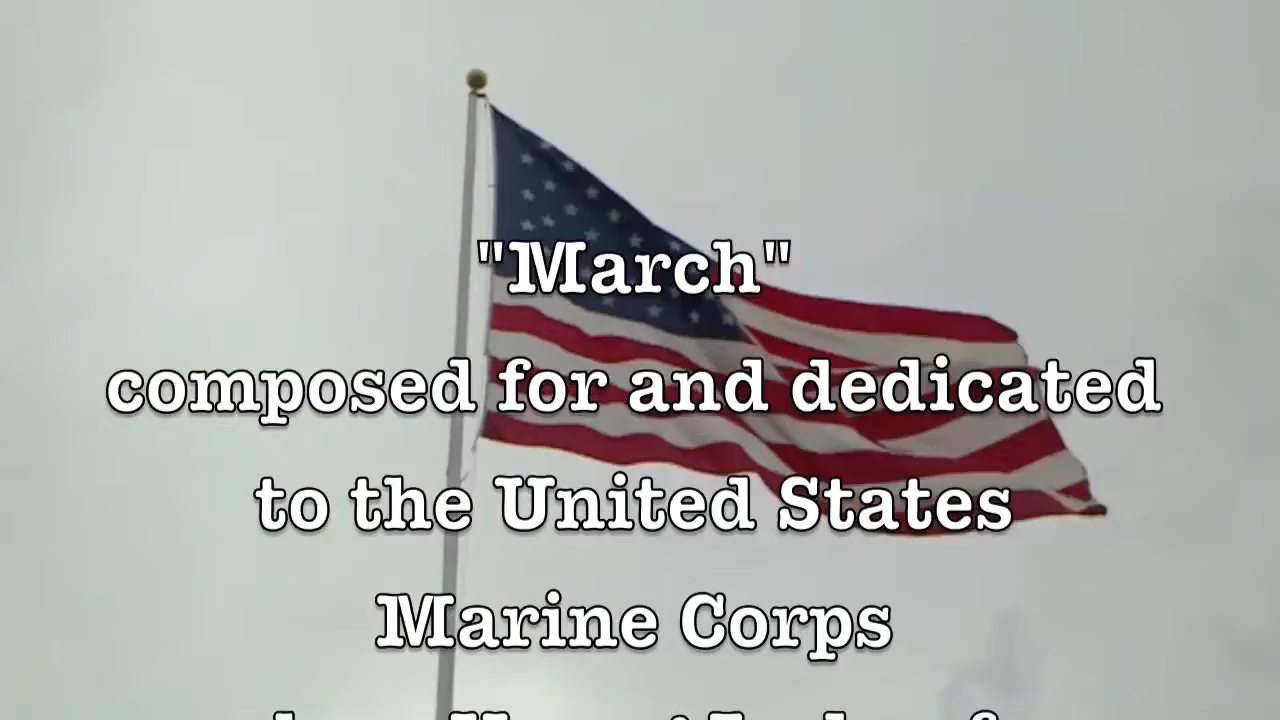 "March"
composed for and dedicated
to the United States
Marine Corps